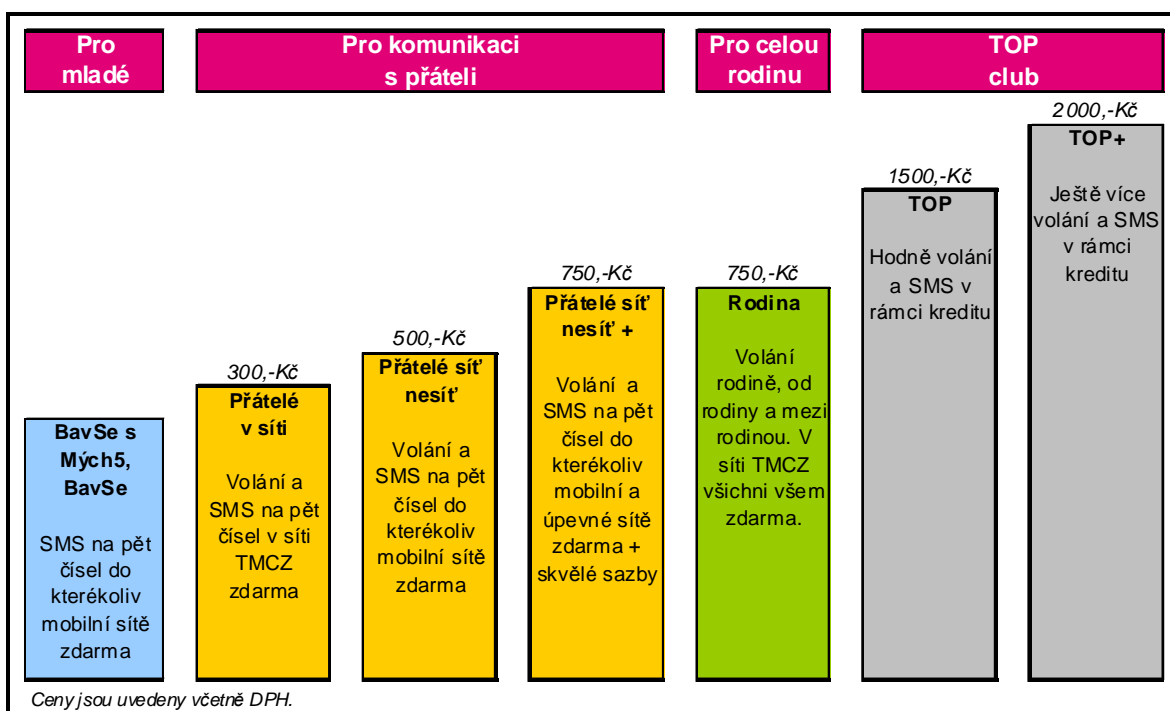 Pro
mladé
Pro komunikaci
s přáteli
Pro celou
rodinu
TOP
club
BavSe s
Mých5,
BavSe
SMS na pět
čísel do
kterékoliv
mobilní sítě
zdarma
300,-Kč
Přátelé
v síti
Volání a
SMS na pět
čísel v síti
TMCZ
zdarma
500,-Kč
Přátelé síť
nesíť
Volání a
SMS na pět
čísel do
kterékoliv
mobilní sítě
zdarma
750,-Kč
Přátelé síť
nesíť +
Volání a
SMS na pět
čísel do
kterékoliv
mobilní a
úpevné sítě
zdarma +
skvělé sazby
750,-Kč
Rodina
Volání
rodině, od
rodiny a mezi
rodinou. V
síti TMCZ
všichni všem
zdarma.
1500,-Kč
TOP
Hodně volání
a SMS v
rámci kreditu
2000,-Kč
TOP+
Ještě více
volání a SMS
v rámci
kreditu
Ceny jsou uvedeny včetně DPH.